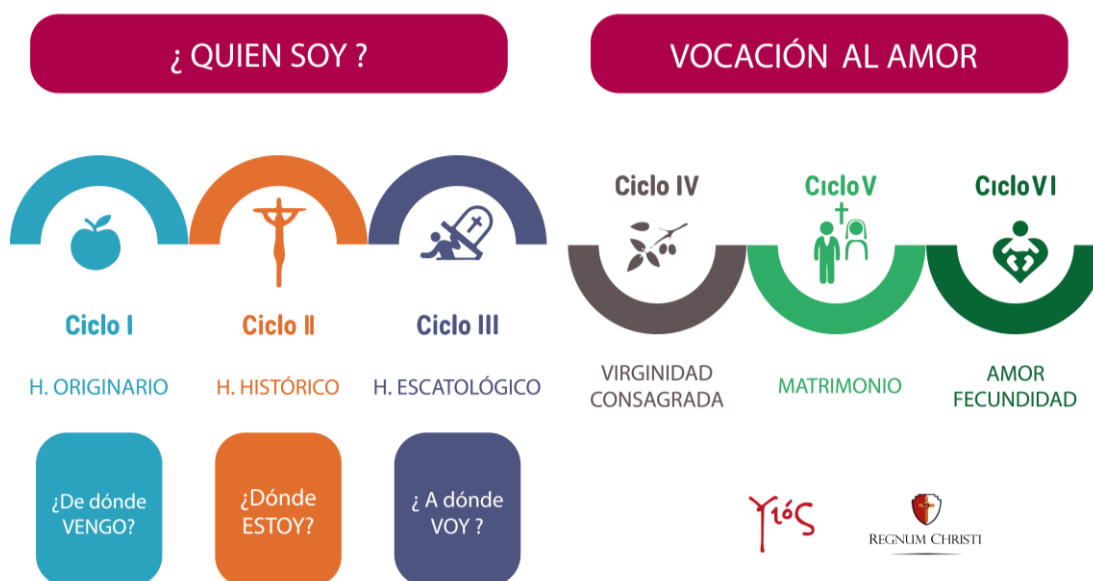 ¿ QUIEN SOY ?
VOCACIÓN AL AMOR
Ciclo I
Ciclo II
Ciclo III
H. ORIGINARIO
H. HISTÓRICO
H. ESCATOLÓGICO
¿De dónde
VENGO?
¿Dónde
ESTOY?
¿ A dónde
VOY ?
Ciclo IV
Ciclo V
Ciclo VI
VIRGINIDAD
CONSAGRADA
MATRIMONIO
AMOR
FECUNDIDAD
Υιός
REGNUM CHRISTI